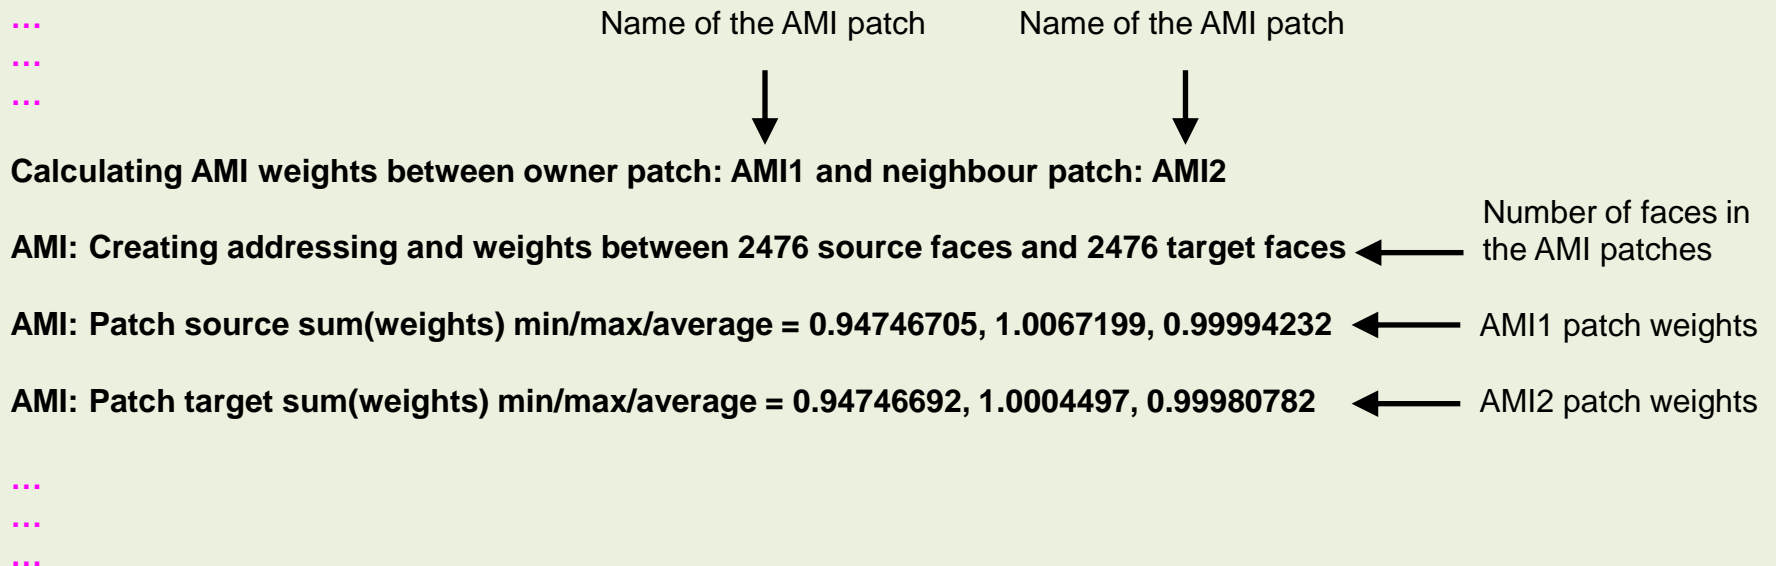 …
Name of the AMI patch
Name of the AMI patch
…
…
Calculating AMI weights between owner patch: AMI1 and neighbour patch: AMI2
AMI: Creating addressing and weights between 2476 source faces and 2476 target faces
Number of faces in
the AMI patches
AMI: Patch source sum(weights) min/max/average = 0.94746705, 1.0067199, 0.99994232
AMI1 patch weights
AMI: Patch target sum(weights) min/max/average = 0.94746692, 1.0004497, 0.99980782
AMI2 patch weights
…
…
…